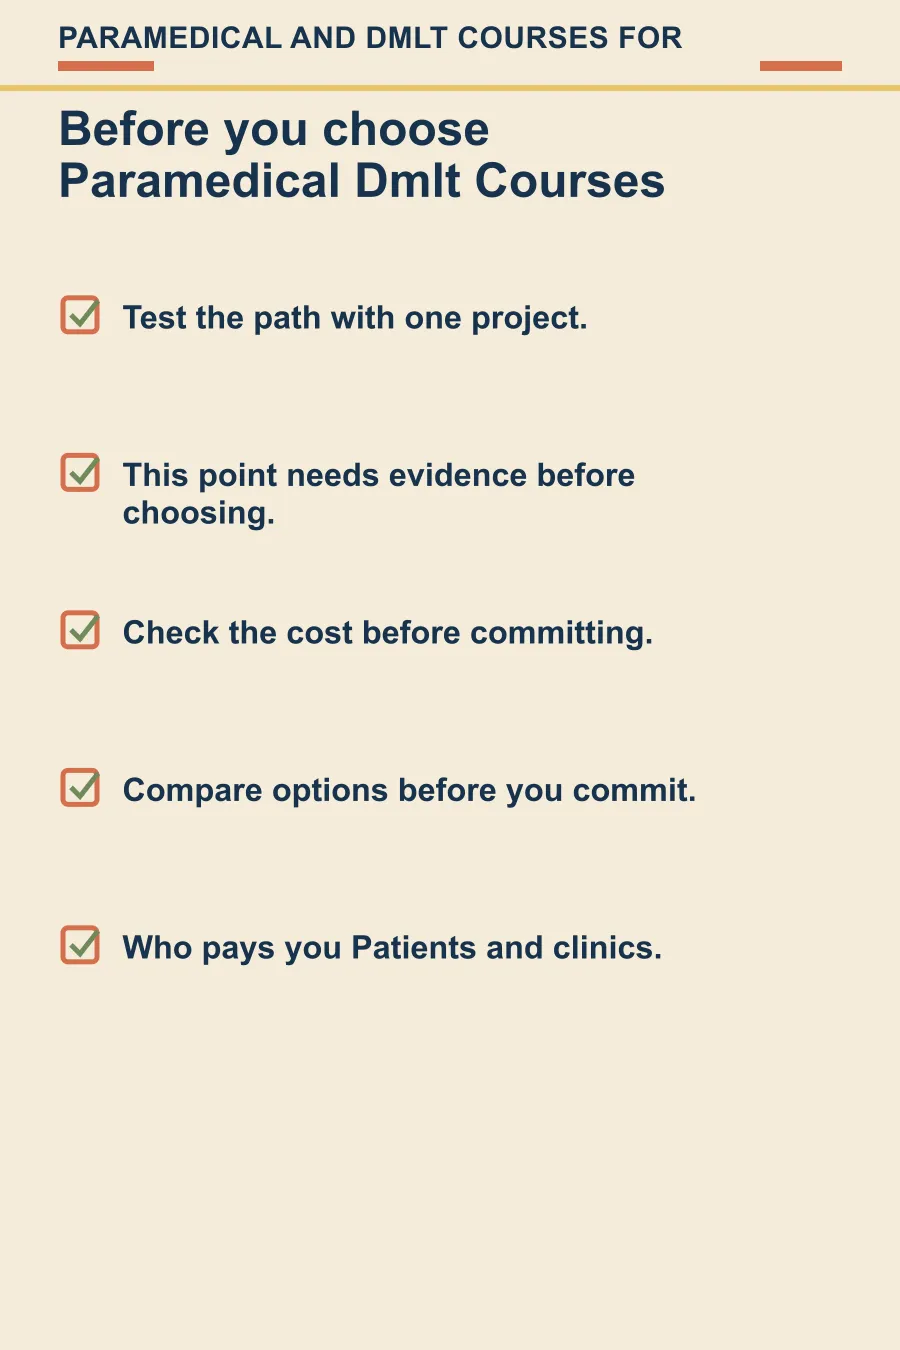 PARAMEDICAL AND DMLT COURSES FOR
Before you choose
Paramedical Dmlt Courses
Test the path with one project.
This point needs evidence before
choosing.
Check the cost before committing.
Compare options before you commit.
Who pays you Patients and clinics.